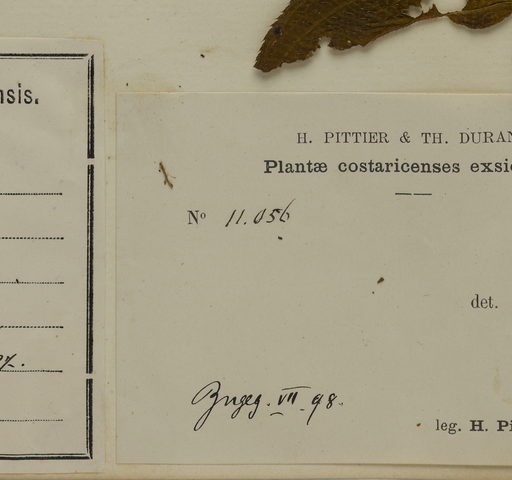 nsis.
H. PITTIER & TH. DURAN
Plantæ costaricenses exsic
Nº 11.056
det.
VII. 98.
leg. H. Pi